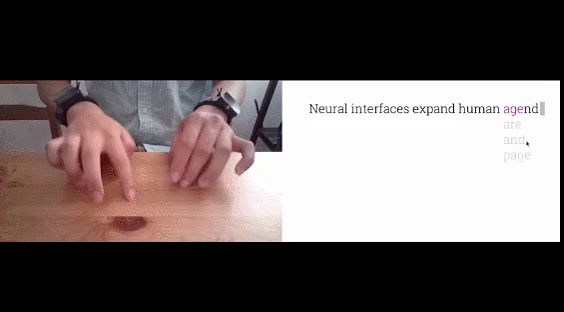 Neural interfaces expand human agend
are
and
page